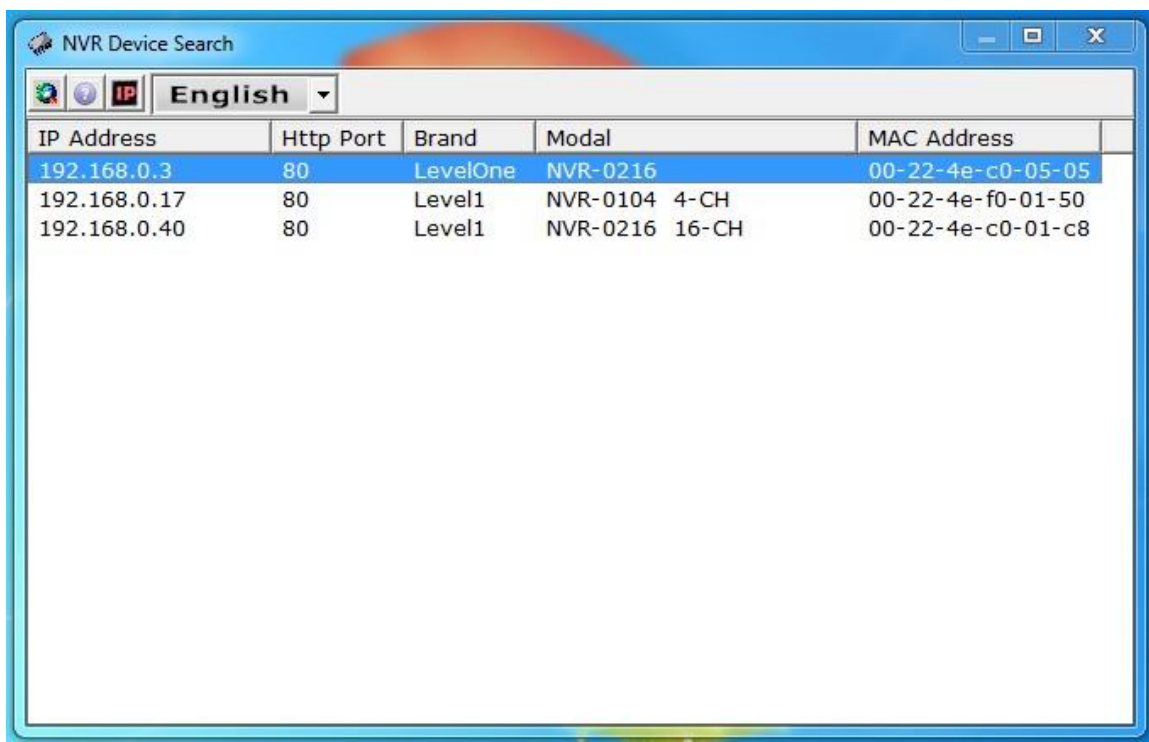 NVR Device Search
IP English
IP Address Http Port Brand Modal MAC Address
192.168.0.3 80 LevelOne NVR-0216 00-22-4e-c0-05-05
192.168.0.17 80 Level1 NVR-0104 4-CH 00-22-4e-f0-01-50
192.168.0.40 80 Level1 NVR-0216 16-CH 00-22-4e-c0-01-c8